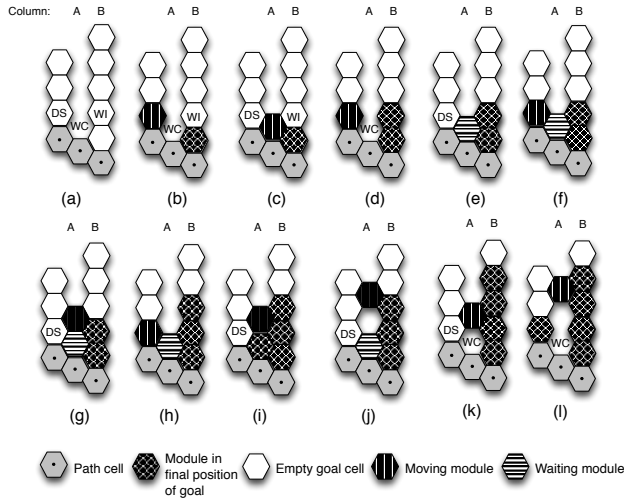 Column: A B A B A B A B A B A B
DS WC WI WC WI DS WI WC DS
(a) (b) (c) (d) (e) (f)
A B A B A B A B A B A B
DS DS DS DS WC WC
(g) (h) (i) (j) (k) (l)
Path cell
Module in
final position
of goal
Empty goal cell
Moving module
Waiting module